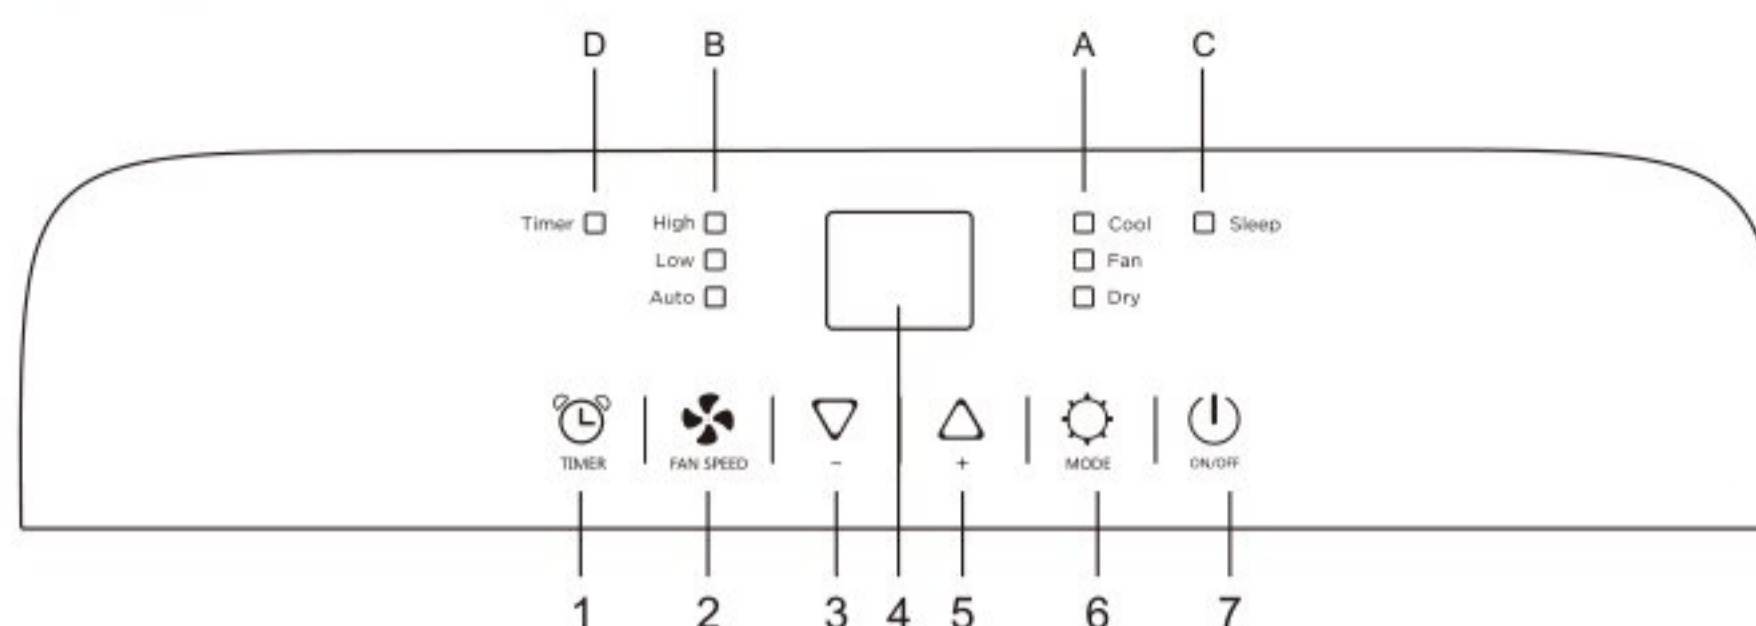 D B A C
Timer High Cool Sleep
Low Fan
Auto Dry
TIMER FAN SPEED − + MODE ON/OFF
1 2 3 4 5 6 7